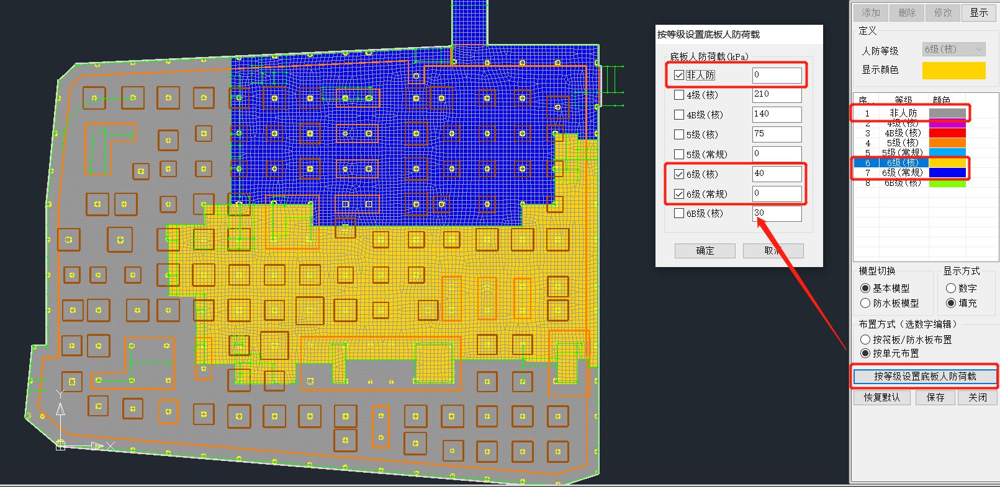 按等级设置底板人防荷载
底板人防荷载(kPa)
非人防 0
4级(核) 210
4B级(核) 140
5级(核) 75
5级(常规) 0
6级(核) 40
6级(常规) 0
6B级(核) 30
确定
Y
X
添加 删除 修改 显示
定义
人防等级 6级(核)
显示颜色
等级 颜色
1 非人防
2 4级(核)
3 4B级(核)
4 5级(核)
5 5级(常规)
6 6级(核)
7 6级(常规)
8 6B级(核)
模型切换 显示方式
基本模型 数字
防水板模型 填充
布置方式（选数字编辑）
按筏板/防水板布置
按单元布置
按等级设置底板人防荷载
恢复默认 保存 关闭